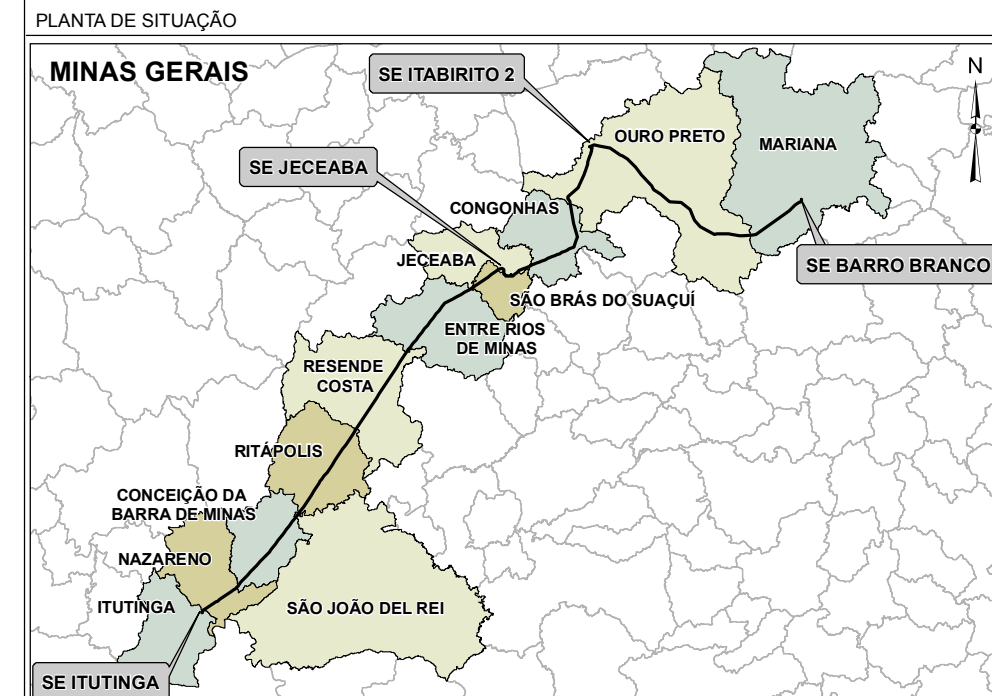 PLANTA DE SITUAÇÃO
MINAS GERAIS
SE ITABIRITO 2
N
OURO PRETO
MARIANA
SE JECEABA
CONGONHAS
JECEABA
SE BARRO BRANCO
SÃO BRÁS DO SUAÇUÍ
ENTRE RIOS
DE MINAS
RESENDE
COSTA
RITÁPOLIS
CONCEIÇÃO DA
BARRA DE MINAS
NAZARENO
ITUTINGA
SÃO JOÃO DEL REI
SE ITUTINGA